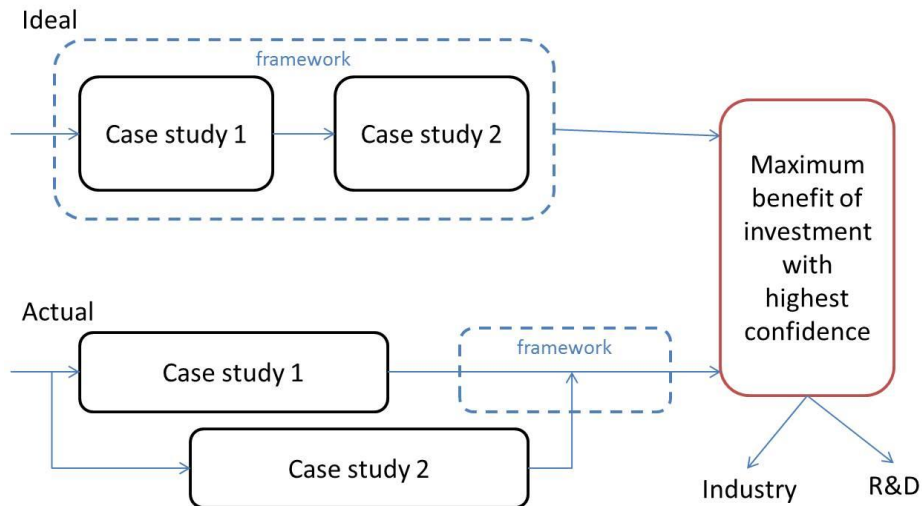 Ideal
framework
Case study 1
Case study 2
Maximum
benefit of
investment
with
highest
confidence
Actual
framework
Case study 1
Case study 2
Industry
R&D